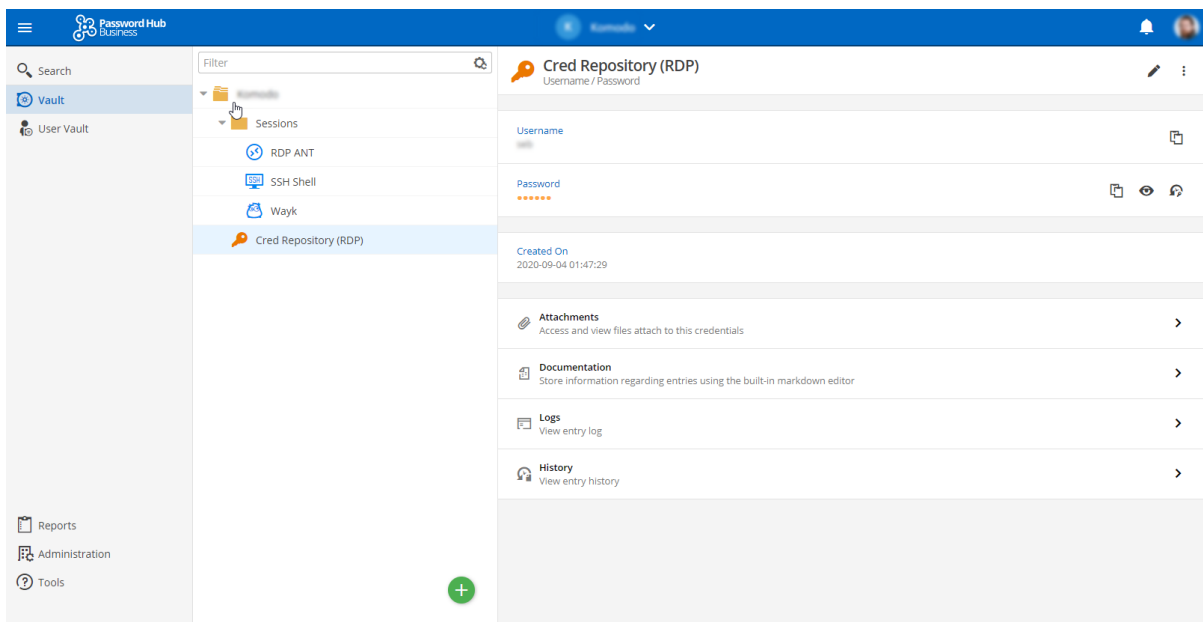 Password Hub
Business
K
Komodo
Search
Vault
User Vault
Reports
Administration
Tools
Filter
Komodo
Sessions
RDP ANT
SSH
SSH Shell
Wayk
Cred Repository (RDP)
Cred Repository (RDP)
Username / Password
Username
Password
••••••
Created On
2020-09-04 01:47:29
Attachments
Access and view files attach to this credentials
Documentation
Store information regarding entries using the built-in markdown editor
Logs
View entry log
History
View entry history